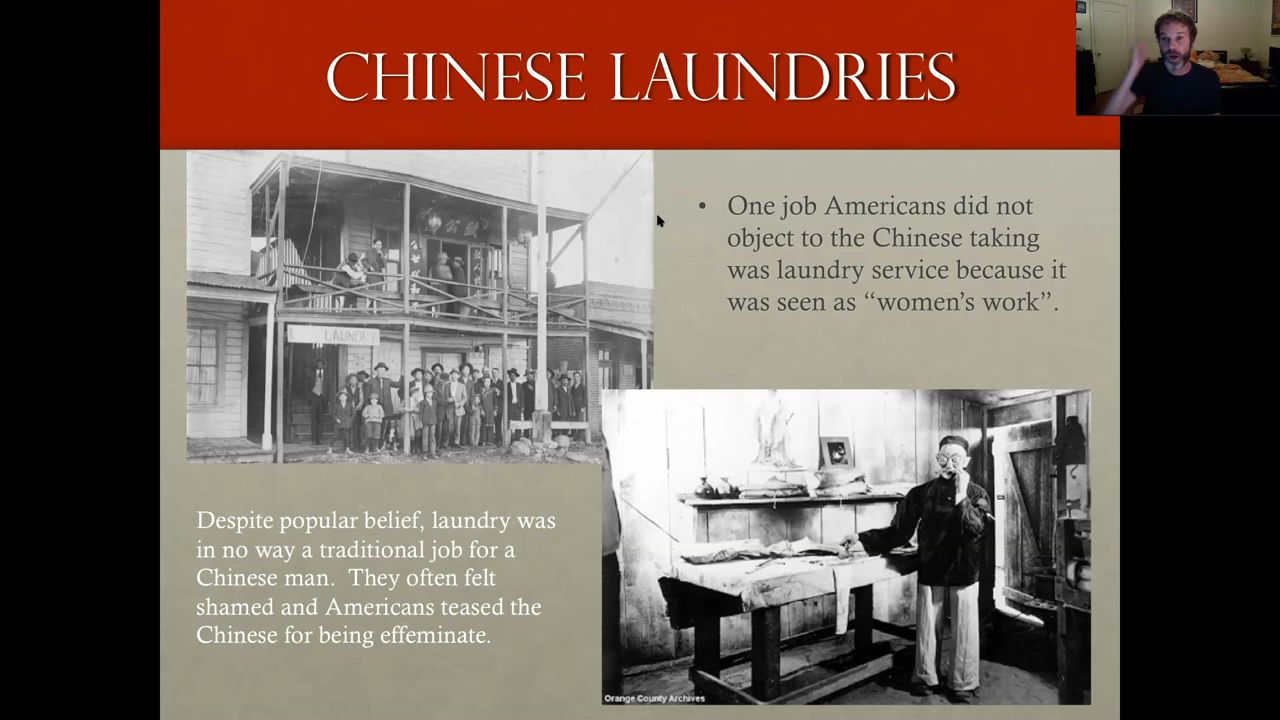 CHINESE LAUNDRIES
• One job Americans did not
object to the Chinese taking
was laundry service because it
was seen as “women’s work”.
LAUNDRY
Despite popular belief, laundry was
in no way a traditional job for a
Chinese man. They often felt
shamed and Americans teased the
Chinese for being effeminate.
Orange County Archives